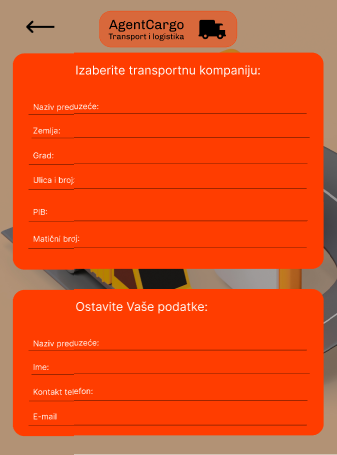 AgentCargo
Transport i logistika
Izaberite transportnu kompaniju:
Naziv preduzeće:
Zemlja:
Grad:
Ulica i broj:
PIB:
Matični broj:
Ostavite Vaše podatke:
Naziv preduzeće:
Ime:
Kontakt telefon:
E-mail